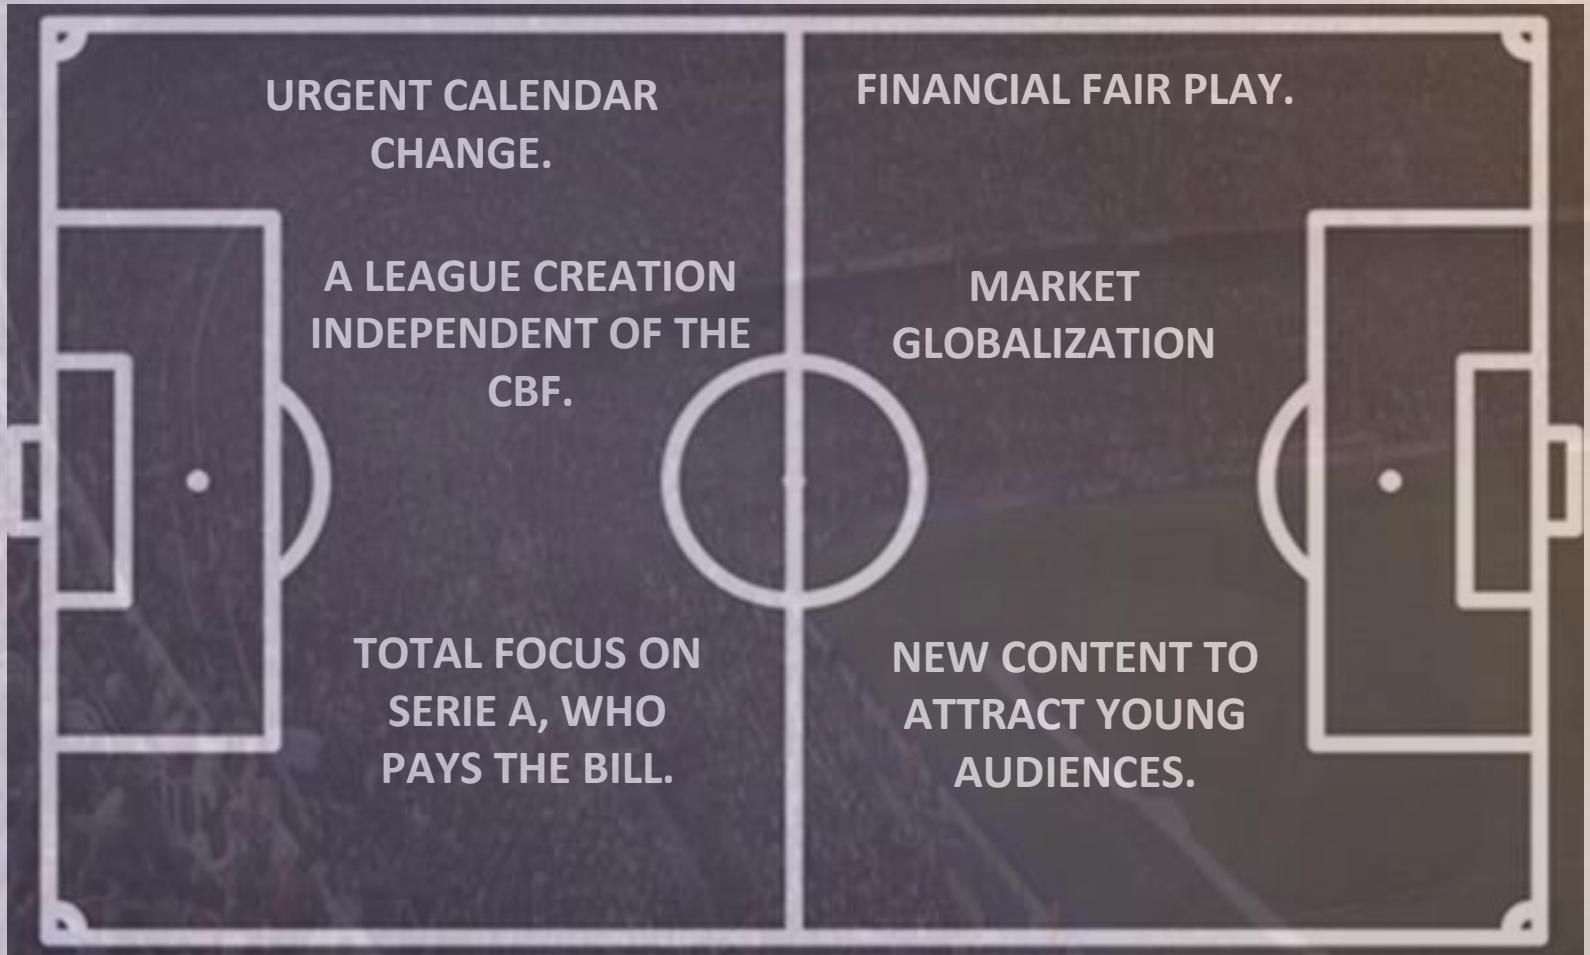 URGENT CALENDAR
CHANGE.
A LEAGUE CREATION
INDEPENDENT OF THE
CBF.
TOTAL FOCUS ON
SERIE A, WHO
PAYS THE BILL.
FINANCIAL FAIR PLAY.
MARKET
GLOBALIZATION
NEW CONTENT TO
ATTRACT YOUNG
AUDIENCES.